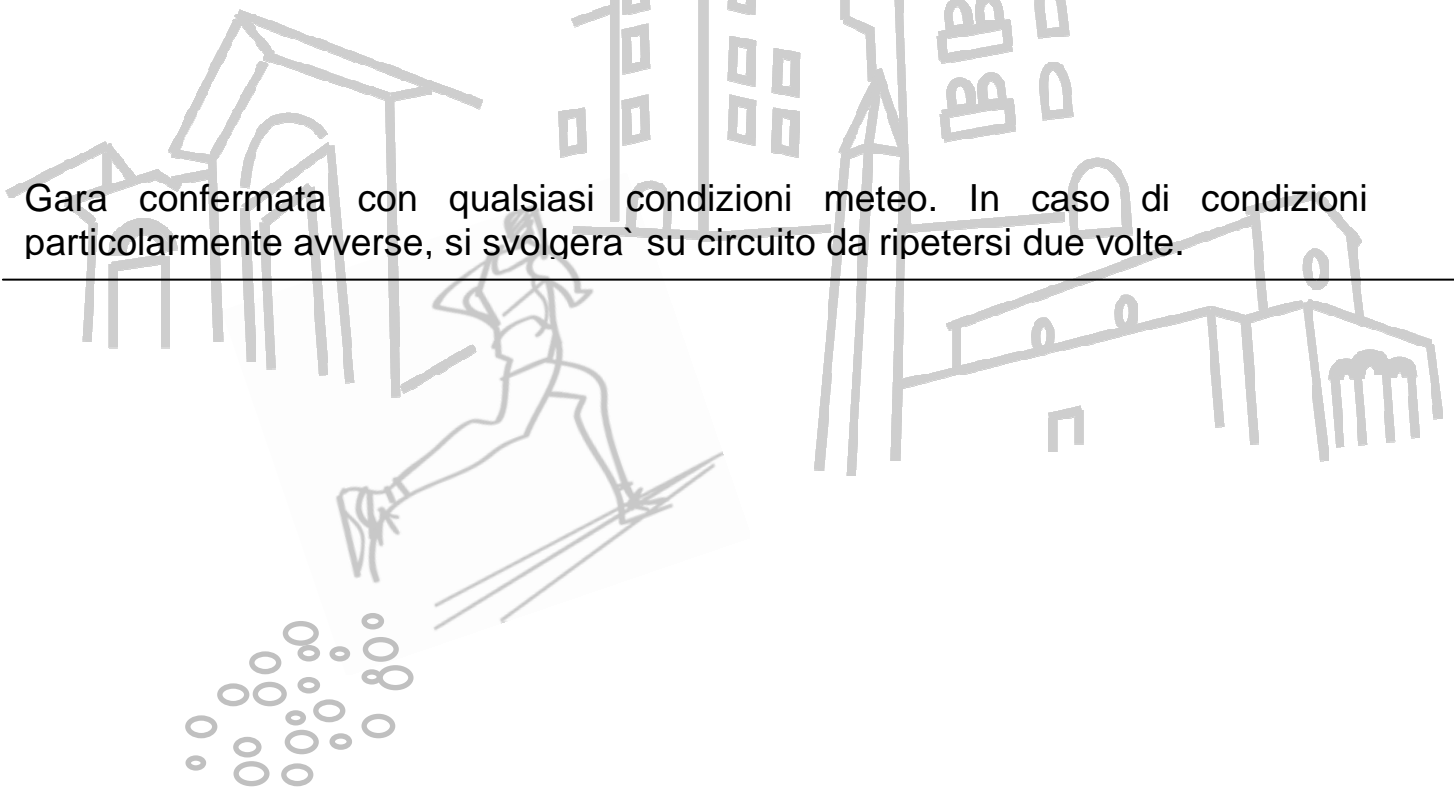 Gara confermata con qualsiasi condizioni meteo. In caso di condizioni
particolarmente avverse, si svolgera` su circuito da ripetersi due volte.